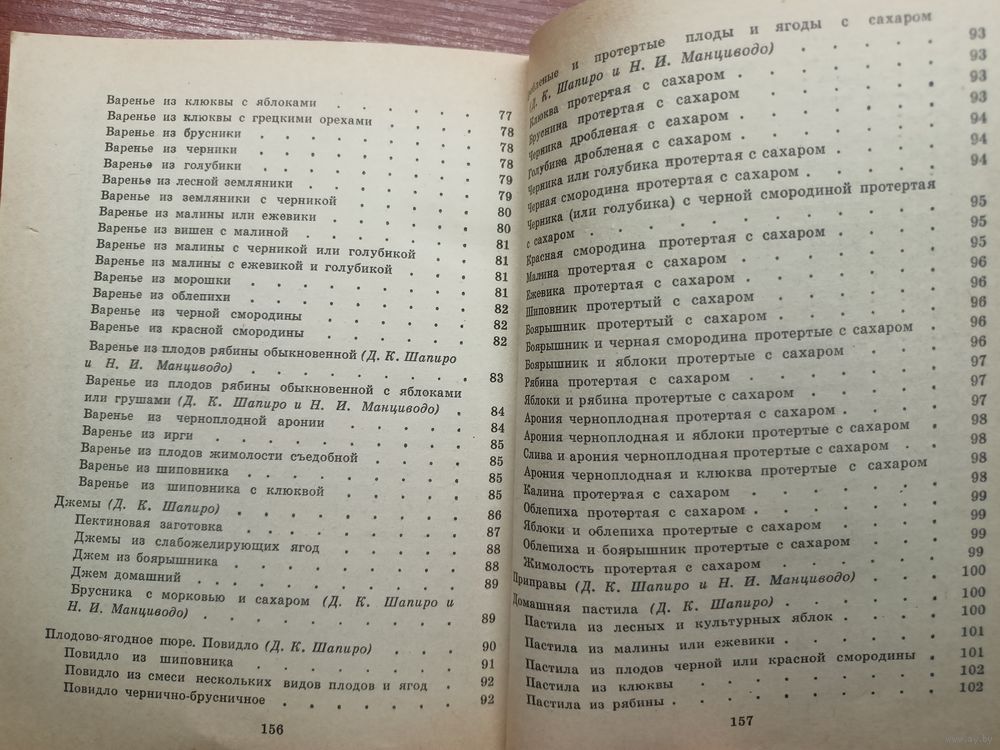 Варенье из клюквы с яблоками . . . . . . 77
Варенье из клюквы с грецкими орехами . . . . 78
Варенье из брусники . . . . . . . . 78
Варенье из черники . . . . . . . . 78
Варенье из голубики . . . . . . . . 79
Варенье из лесной земляники . . . . . . 79
Варенье из земляники с черникой . . . . . 80
Варенье из малины или ежевики . . . . . 80
Варенье из вишен с малиной . . . . . . 81
Варенье из малины с черникой или голубикой . . 81
Варенье из малины с ежевикой и голубикой . . . 81
Варенье из морошки . . . . . . . . 81
Варенье из облепихи . . . . . . . . 82
Варенье из черной смородины . . . . . . 82
Варенье из красной смородины . . . . . . 82
Варенье из плодов рябины обыкновенной (Д. К. Шапиро
и Н. И. Манциводо) . . . . . . . . 83
Варенье из плодов рябины обыкновенной с яблоками
или грушами (Д. К. Шапиро и Н. И. Манциводо) . 84
Варенье из черноплодной аронии . . . . . 84
Варенье из ирги . . . . . . . . . 85
Варенье из плодов жимолости съедобной . . . . 85
Варенье из шиповника . . . . . . . . 85
Варенье из шиповника с клюквой . . . . . 85
Джемы (Д. К. Шапиро) . . . . . . . . 86
Пектиновая заготовка . . . . . . . . 87
Джемы из слабожелирующих ягод . . . . . 88
Джем из боярышника . . . . . . . . 88
Джем домашний . . . . . . . . . 89
Брусника с морковью и сахаром (Д. К. Шапиро и
Н. И. Манциводо) . . . . . . . . . 89
Плодово-ягодное пюре. Повидло (Д. К. Шапиро) . . . 90
Повидло из шиповника . . . . . . . . 91
Повидло из смеси нескольких видов плодов и ягод . 92
Повидло чернично-брусничное . . . . . . 92
156
и протертые плоды и ягоды с сахаром
(Д. К. Шапиро и Н. И. Манциводо) . . . . 93
Клюква протертая с сахаром . . . . . . 93
Брусника протертая с сахаром . . . . . . 93
Черника дробленая с сахаром . . . . . . 94
Голубика дробленая с сахаром . . . . . . 94
Черника или голубика протертая с сахаром . . . 94
Черная смородина протертая с сахаром . . . .
Черника (или голубика) с черной смородиной протертая
с сахаром . . . . . . . . . . 95
Красная смородина протертая с сахаром . . . . 95
Малина протертая с сахаром . . . . . . 95
Ежевика протертая с сахаром . . . . . . 96
Шиповник протертый с сахаром . . . . . . 96
Боярышник протертый с сахаром . . . . . 96
Боярышник и черная смородина протертые с сахаром . 96
Боярышник и яблоки протертые с сахаром . . . 96
Рябина протертая с сахаром . . . . . . 97
Яблоки и рябина протертые с сахаром . . . . 97
Арония черноплодная протертая с сахаром . . . 97
Арония черноплодная и яблоки протертые с сахаром . 98
Слива и арония черноплодная протертая с сахаром . . 98
Арония черноплодная и клюква протертые с сахаром 98
Калина протертая с сахаром . . . . . . 98
Облепиха протертая с сахаром . . . . . . 99
Яблоки и облепиха протертые с сахаром . . . . 99
Облепиха и боярышник протертые с сахаром . . . 99
Жимолость протертая с сахаром . . . . . 99
Приправы (Д. К. Шапиро и Н. И. Манциводо) . . . 100
Домашняя пастила (Д. К. Шапиро) . . . . . . 100
Пастила из лесных и культурных яблок . . . . 100
Пастила из малины или ежевики . . . . . 101
Пастила из плодов черной или красной смородины . 101
Пастила из клюквы . . . . . . . . 102
Пастила из рябины . . . . . . . . 102
157
www.ay.by